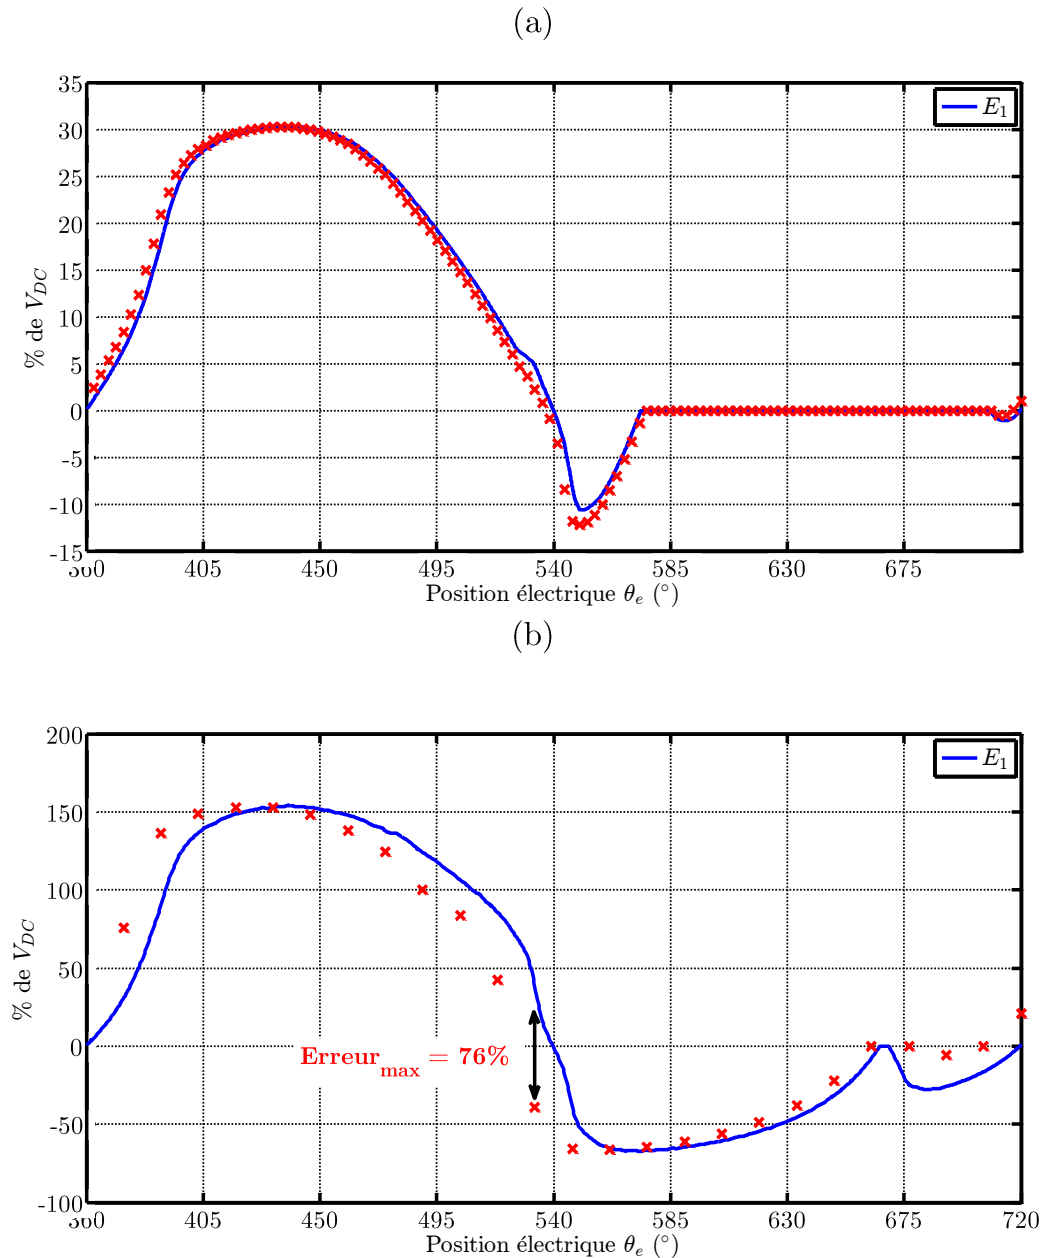 (a)
35
30
25
20
15
10
5
0
-5
-10
-15
% de V_DC
E_1
360 405 450 495 540 585 630 675
Position électrique θ_e (°)
(b)
200
150
100
50
0
-50
-100
% de V_DC
E_1
Erreur_max = 76%
360 405 450 495 540 585 630 675 720
Position électrique θ_e (°)